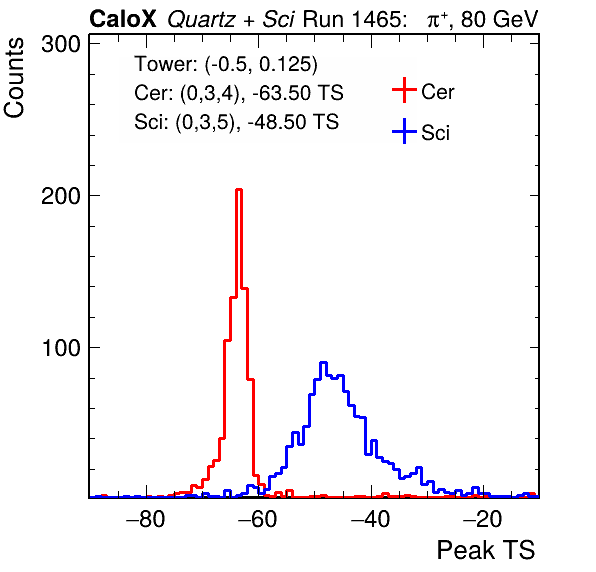 CaloX Quartz + Sci Run 1465: π⁺, 80 GeV
Counts
300
200
100
Tower: (-0.5, 0.125)
Cer: (0,3,4), -63.50 TS
Sci: (0,3,5), -48.50 TS
Cer
Sci
−80 −60 −40 −20
Peak TS